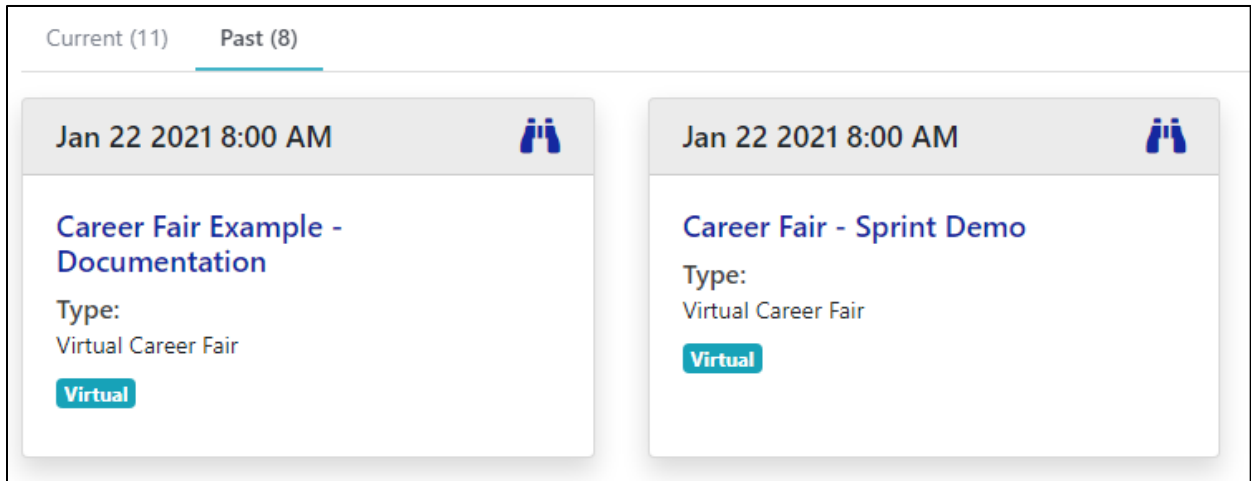 Current (11) Past (8)
Jan 22 2021 8:00 AM
Career Fair Example -
Documentation
Type:
Virtual Career Fair
Virtual
Jan 22 2021 8:00 AM
Career Fair - Sprint Demo
Type:
Virtual Career Fair
Virtual